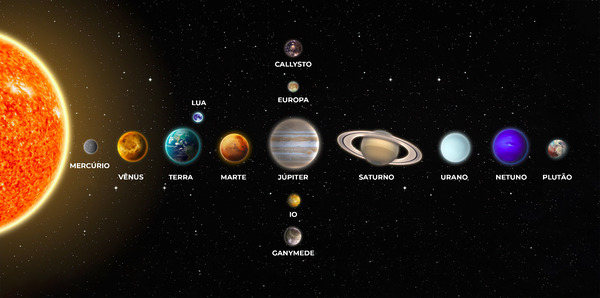 CALLYSTO
EUROPA
LUA
MERCÚRIO
VÊNUS
TERRA
MARTE
JÚPITER
SATURNO
URANO
NETUNO
PLUTÃO
IO
GANYMEDE